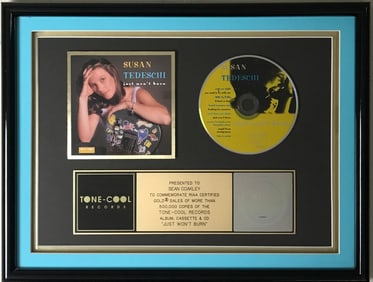 SUSAN
TEDESCHI
just won't burn
SUSAN
TEDESCHI
TONE-COOL
RECORDS
PRESENTED TO
SEAN COAKLEY
TO COMMEMORATE RIAA CERTIFIED
GOLD® SALES OF MORE THAN
500,000 COPIES OF THE
TONE-COOL RECORDS
ALBUM, CASSETTE & CD
"JUST WON'T BURN"